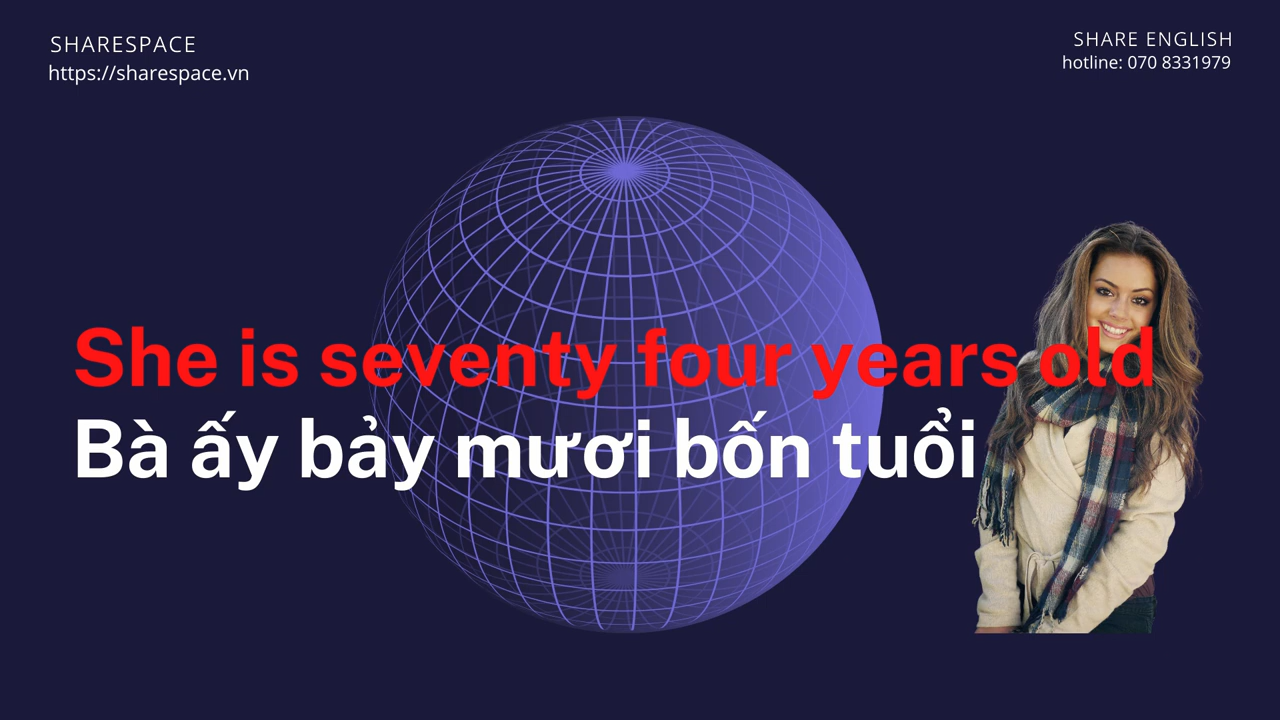 SHARESPACE
https://sharespace.vn
SHARE ENGLISH
hotline: 070 8331979
She is seventy four years old
Bà ấy bảy mươi bốn tuổi